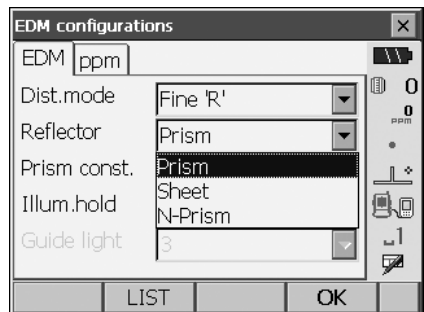 EDM configurations
EDM ppm
Dist.mode Fine 'R'
0
Reflector Prism
0
PPM
Prism const. Prism
Sheet
Illum.hold
N-Prism
Guide light 3
1
LIST OK